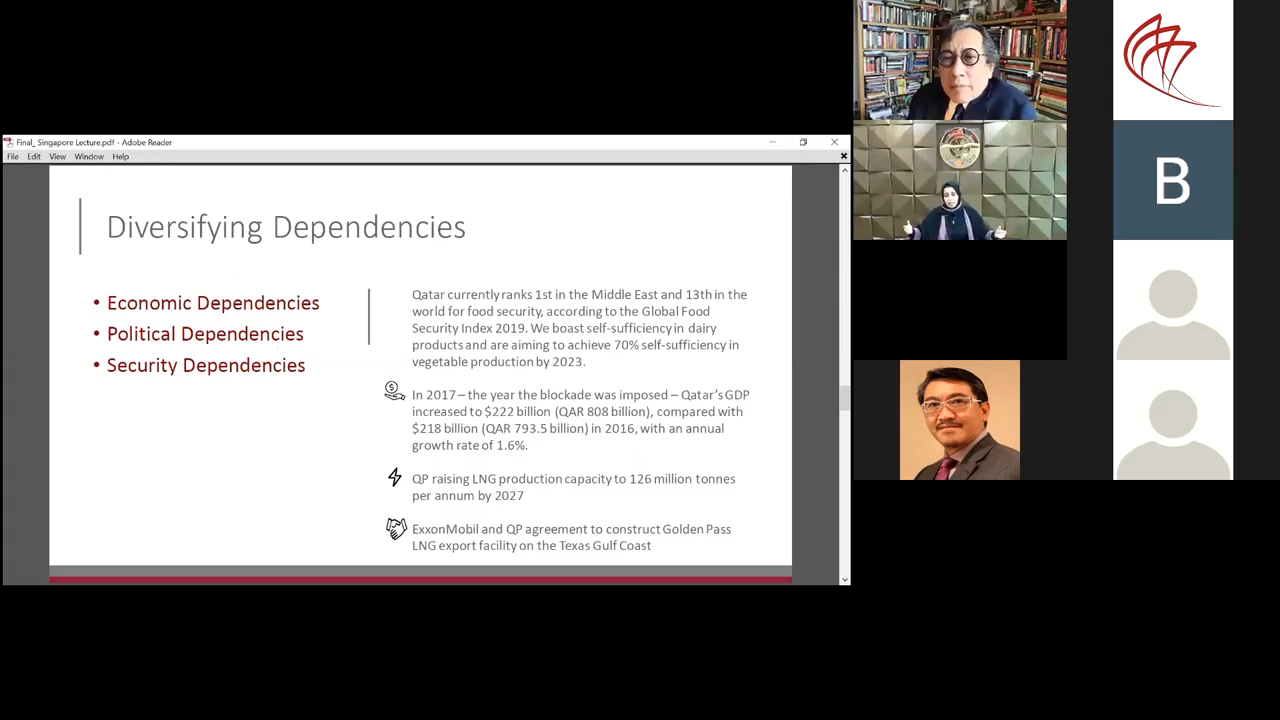 Final_ Singapore Lecture.pdf - Adobe Reader
File Edit View Window Help
Diversifying Dependencies
• Economic Dependencies
• Political Dependencies
• Security Dependencies
Qatar currently ranks 1st in the Middle East and 13th in the
world for food security, according to the Global Food
Security Index 2019. We boast self-sufficiency in dairy
products and are aiming to achieve 70% self-sufficiency in
vegetable production by 2023.
In 2017 – the year the blockade was imposed – Qatar's GDP
increased to $222 billion (QAR 808 billion), compared with
$218 billion (QAR 793.5 billion) in 2016, with an annual
growth rate of 1.6%.
QP raising LNG production capacity to 126 million tonnes
per annum by 2027
ExxonMobil and QP agreement to construct Golden Pass
LNG export facility on the Texas Gulf Coast
B